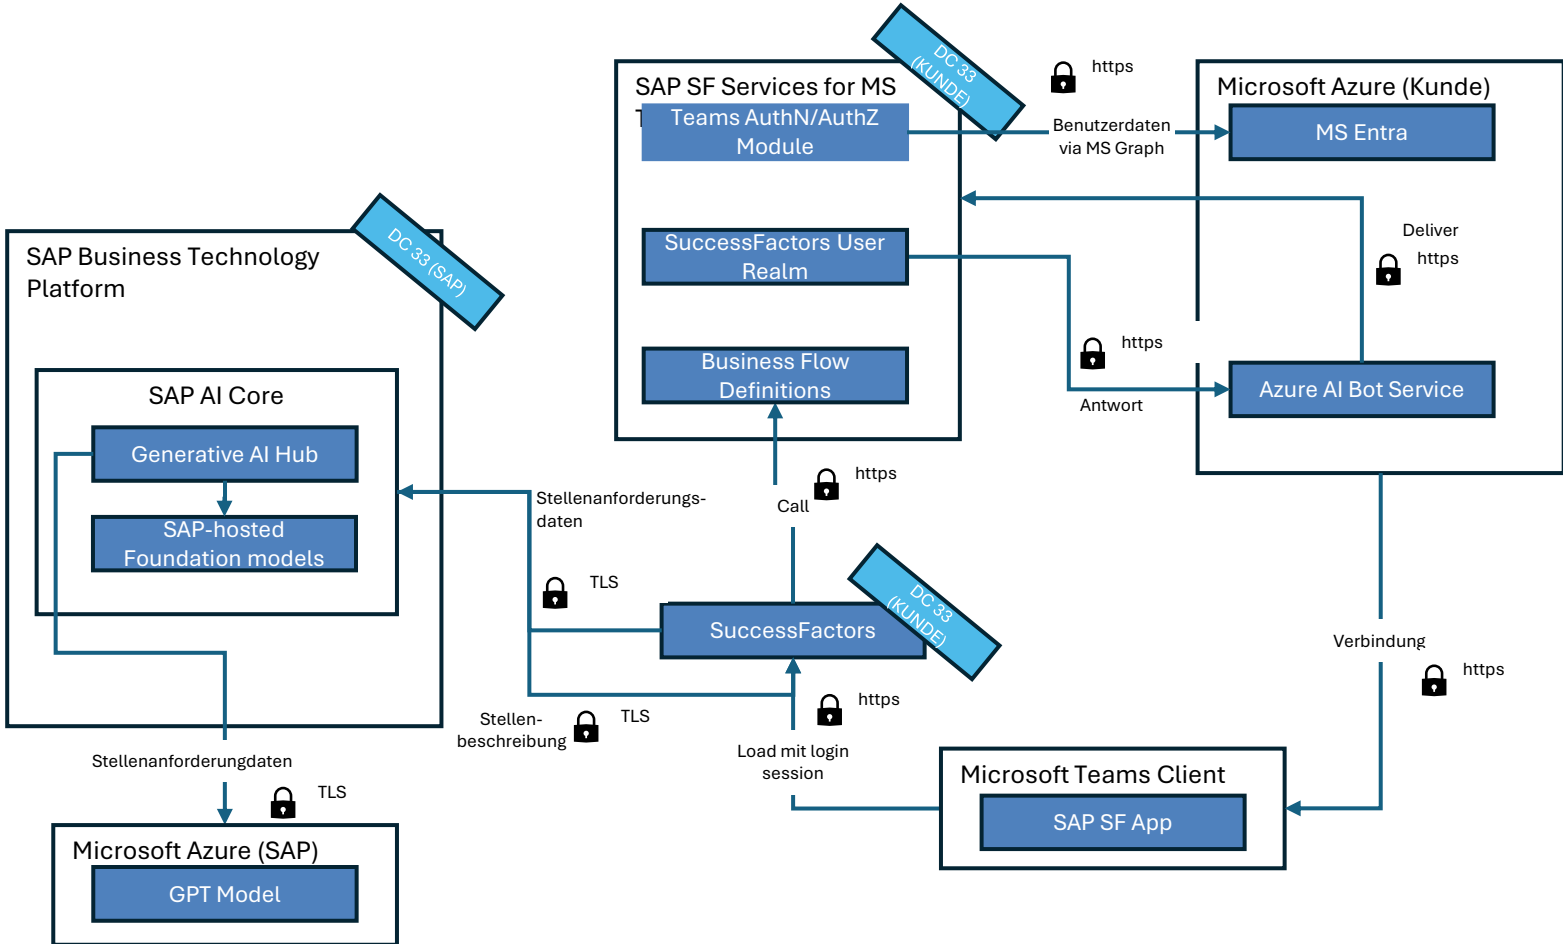 DC 33
(KUNDE)
https
SAP SF Services for MS
Microsoft Azure (Kunde)
Teams AuthN/AuthZ
Module
Benutzerdaten
via MS Graph
MS Entra
DC 33 (SAP)
SAP Business Technology
Platform
SuccessFactors User
Realm
Deliver
https
https
Business Flow
Definitions
Azure AI Bot Service
Antwort
SAP AI Core
Generative AI Hub
SAP-hosted
Foundation models
Stellenanforderungs-
daten
https
Call
TLS
DC 33
(KUNDE)
SuccessFactors
Verbindung
https
https
TLS
Stellen-
beschreibung
Load mit login
session
Stellenanforderungdaten
TLS
Microsoft Teams Client
SAP SF App
Microsoft Azure (SAP)
GPT Model